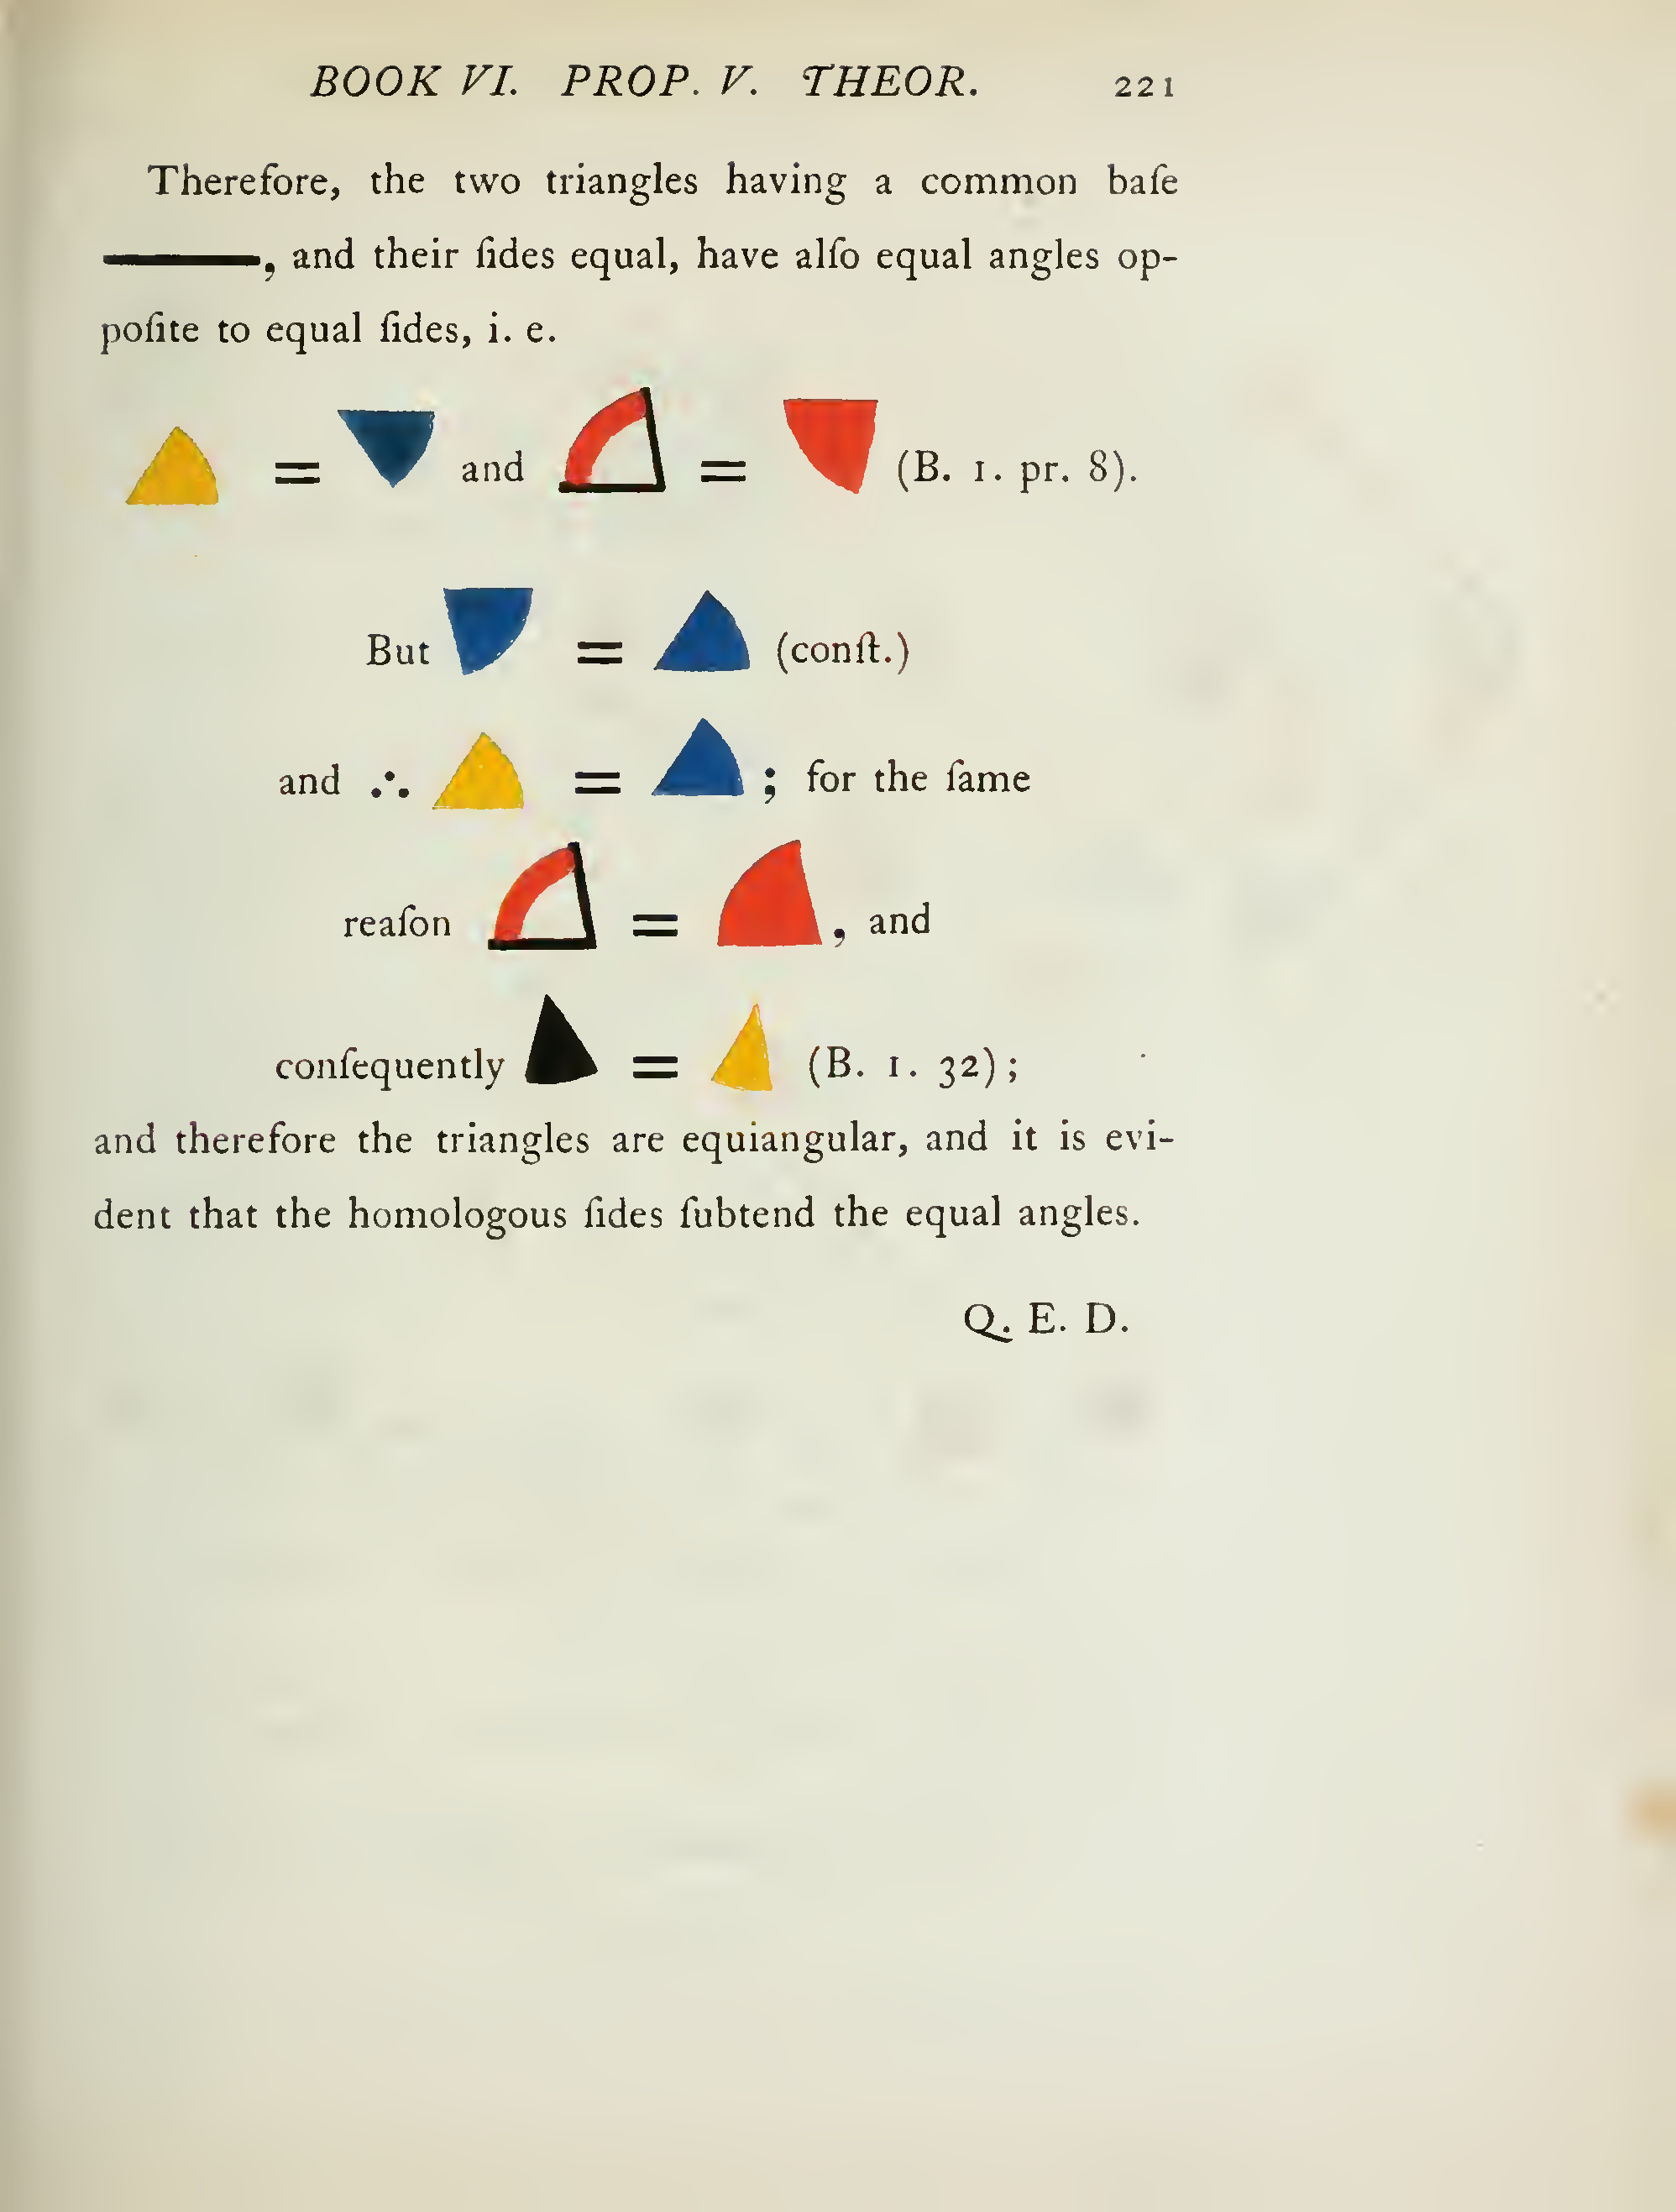 BOOK VI. PROP. V. THEOR. 221
Therefore, the two triangles having a common baſe
, and their ſides equal, have alſo equal angles op-
poſite to equal ſides, i. e.
= and = (B. 1. pr. 8).
But = (conſt.)
and ∴ = ; for the ſame
reaſon = , and
conſequently = (B. 1. 32) ;
and therefore the triangles are equiangular, and it is evi-
dent that the homologous ſides ſubtend the equal angles.
Q. E. D.